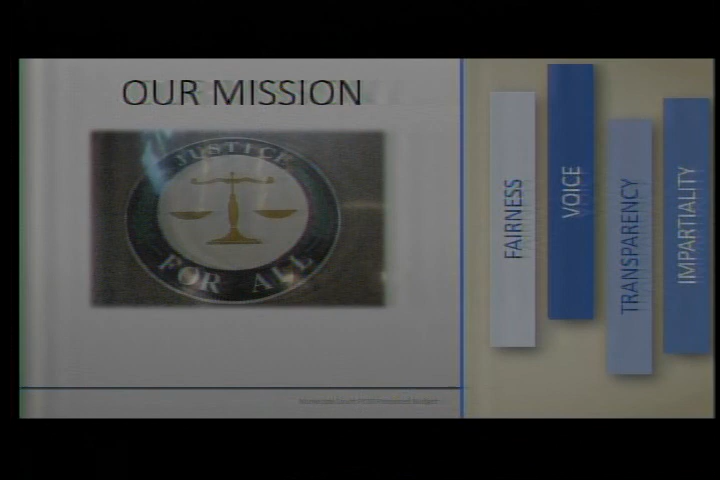 OUR MISSION
JUSTICE
FOR ALL
FAIRNESS
VOICE
TRANSPARENCY
IMPARTIALITY